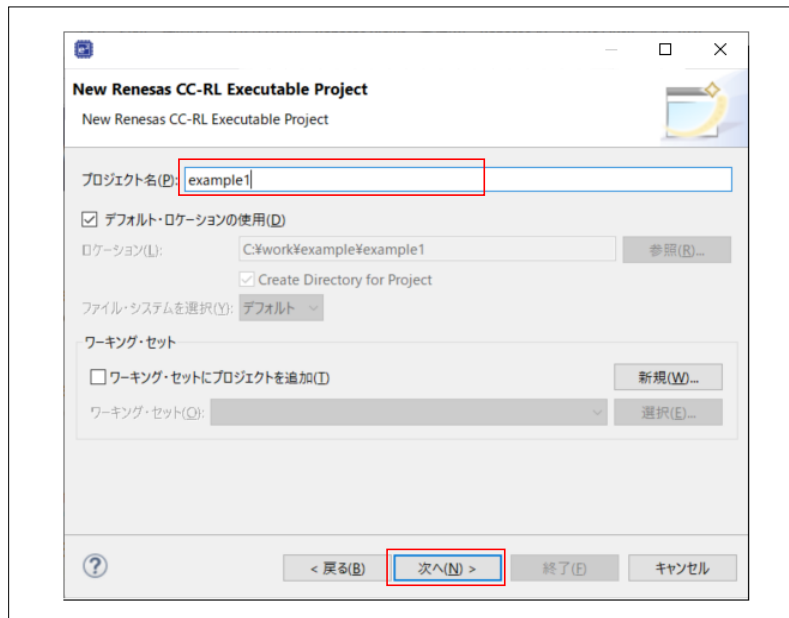 New Renesas CC-RL Executable Project
New Renesas CC-RL Executable Project
プロジェクト名(P): example1
デフォルト・ロケーションの使用(D)
ロケーション(L): C:¥work¥example¥example1 参照(R)...
Create Directory for Project
ファイル・システムを選択(Y): デフォルト
ワーキング・セット
ワーキング・セットにプロジェクトを追加(T) 新規(W)...
ワーキング・セット(O): 選択(E)...
? < 戻る(B) 次へ(N) > 終了(F) キャンセル